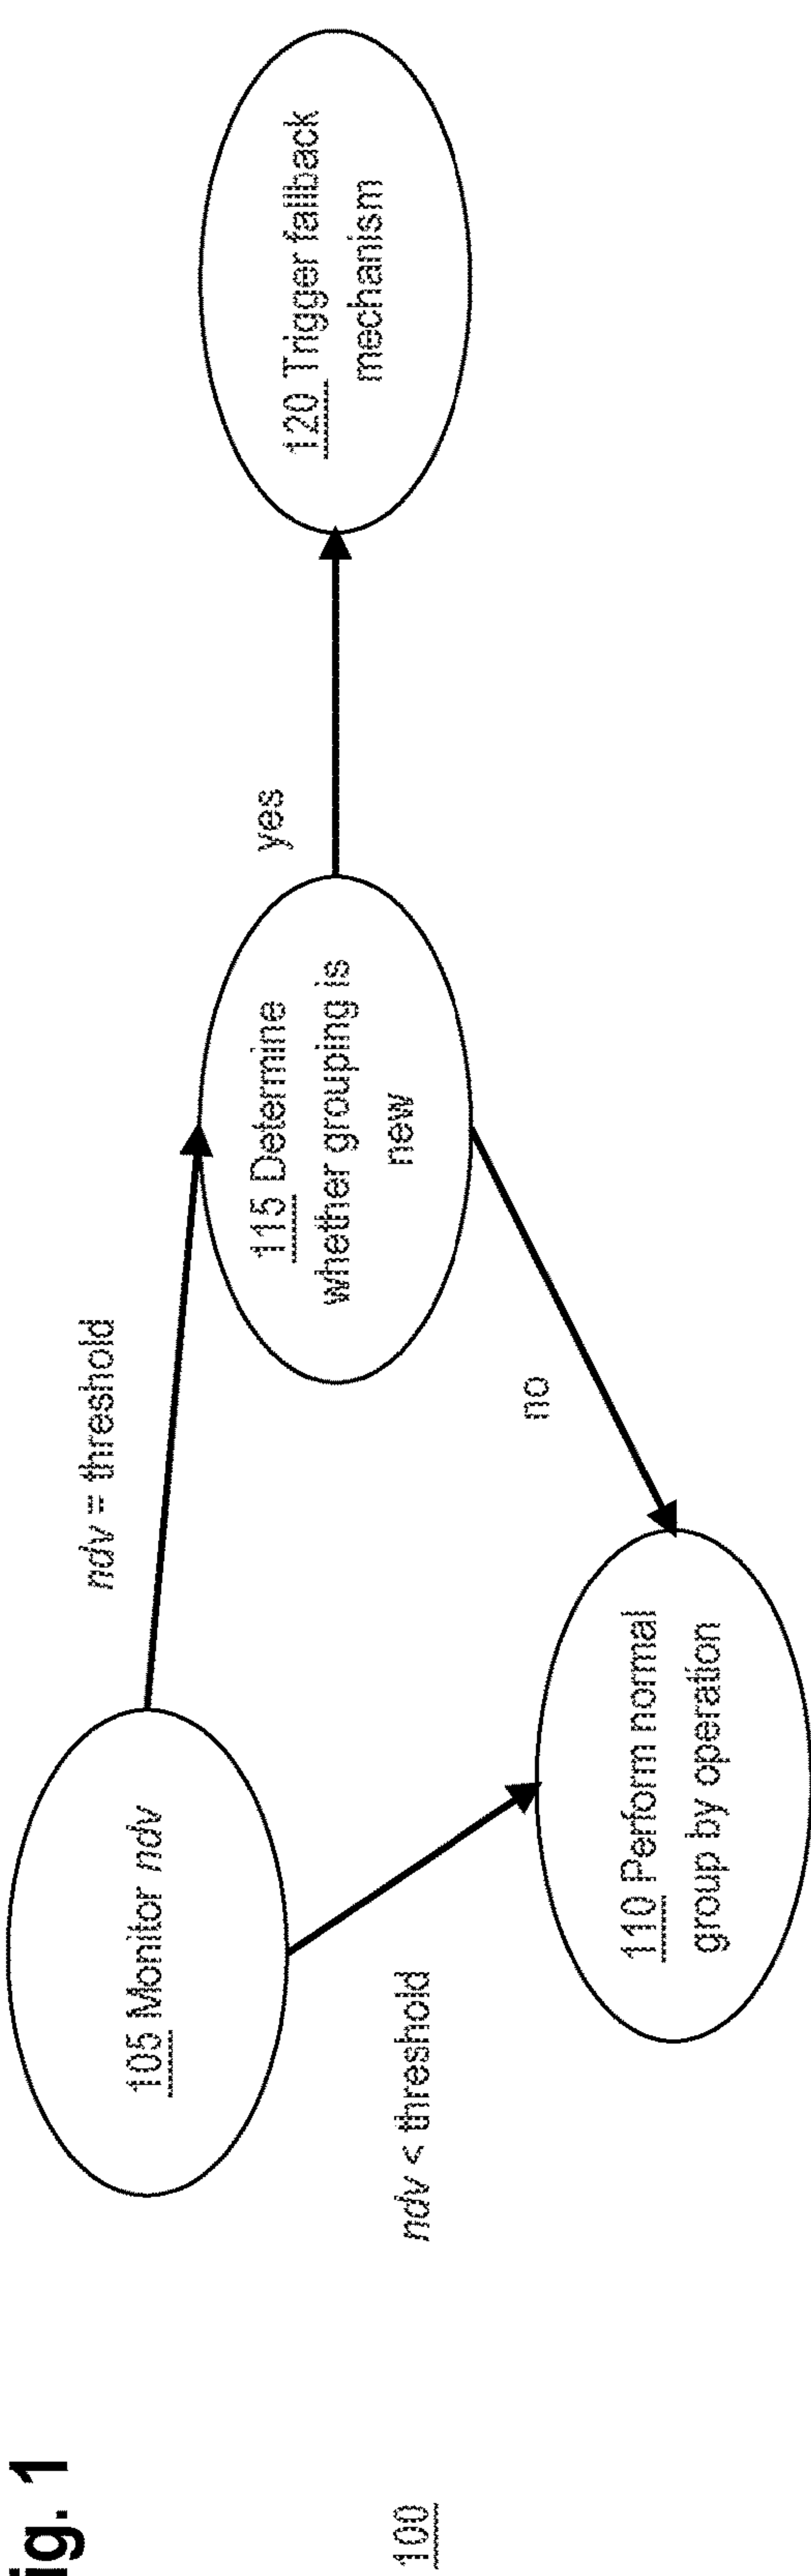 ig. 1
100
105 Monitor ndv
ndv = threshold
ndv < threshold
110 Perform normal
group by operation
115 Determine
whether grouping is
new
no
yes
120 Trigger fallback
mechanism